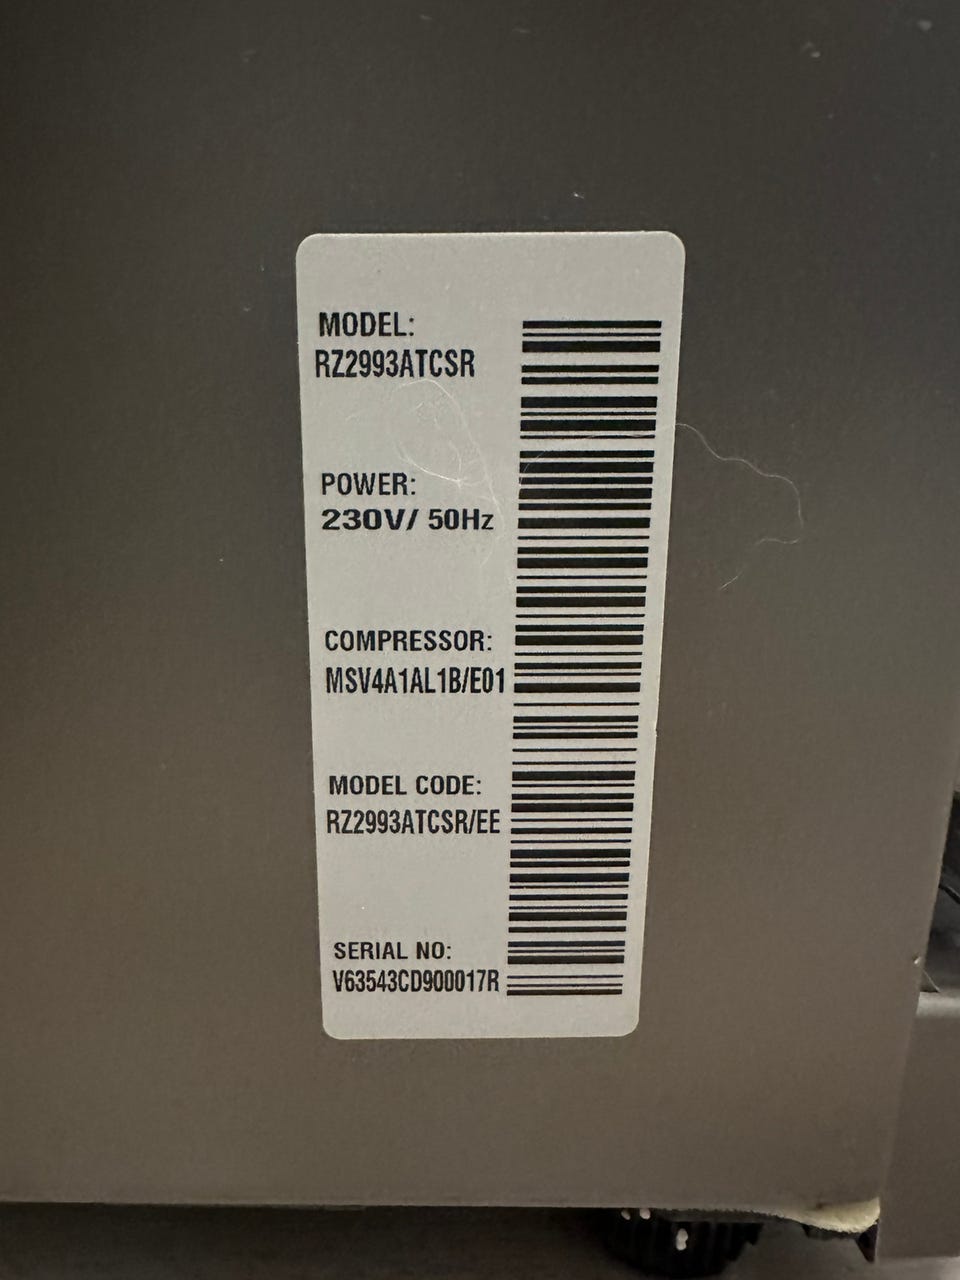 MODEL:
RZ2993ATCSR
POWER:
230V/ 50Hz
COMPRESSOR:
MSV4A1AL1B/E01
MODEL CODE:
RZ2993ATCSR/EE
SERIAL NO:
V63543CD900017R